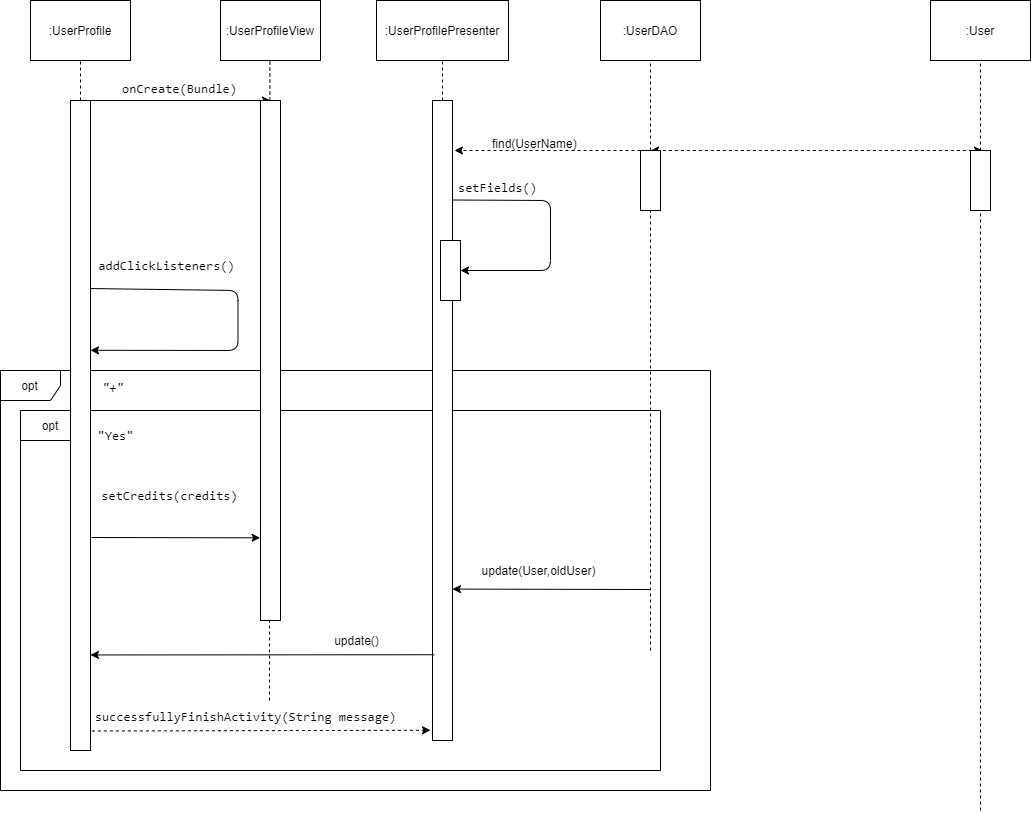 :UserProfile
:UserProfileView
:UserProfilePresenter
:UserDAO
:User
onCreate(Bundle)
find(UserName)
setFields()
addClickListeners()
opt
"+"
opt
"Yes"
setCredits(credits)
update(User,oldUser)
update()
successfullyFinishActivity(String message)